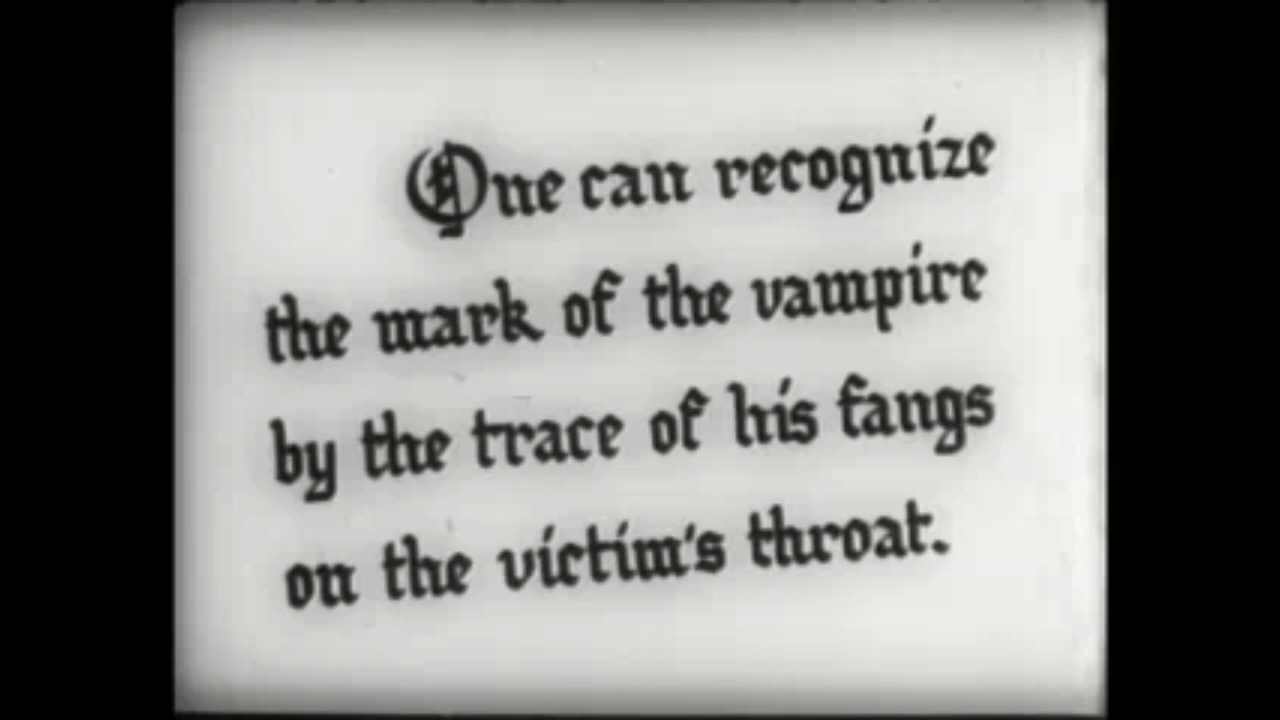 One can recognize
the mark of the vampire
by the trace of his fangs
on the victim's throat.